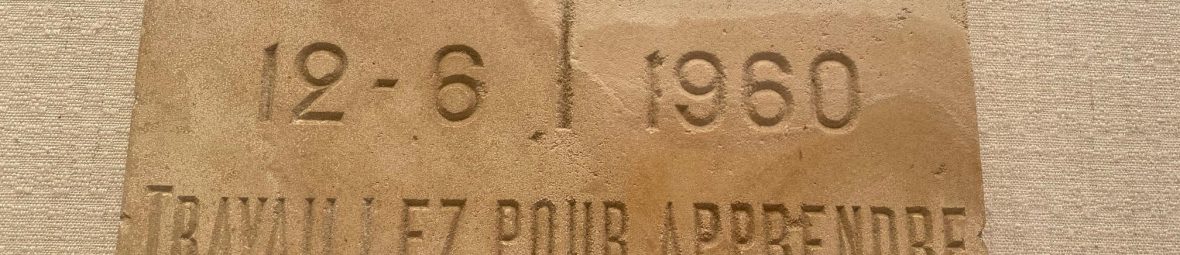 12-6 1960
TRAVAILLEZ POUR APPRENDRE